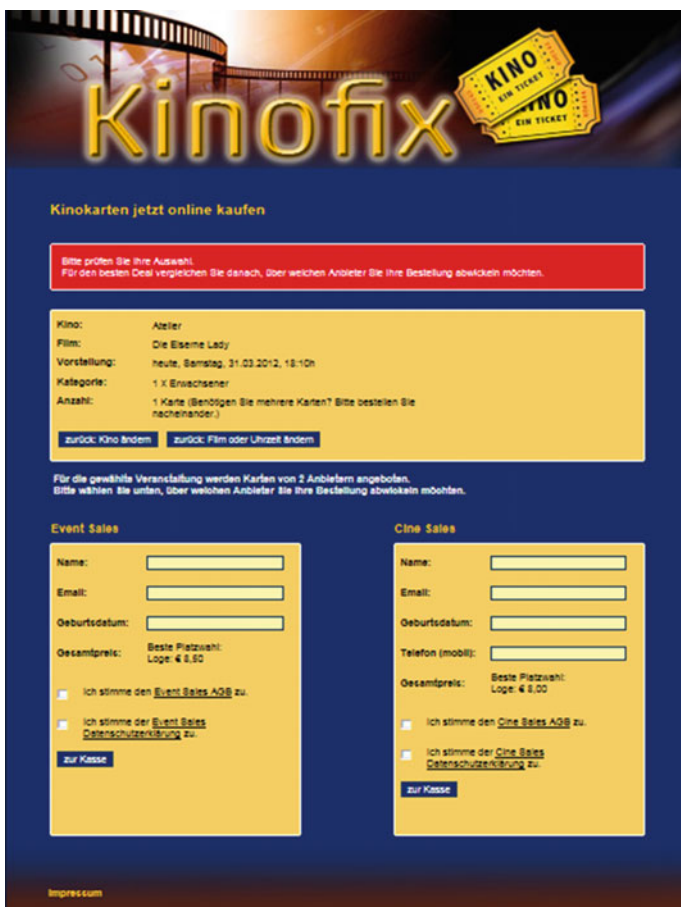 Kinofix
KINO
EIN TICKET
KINO
EIN TICKET
Kinokarten jetzt online kaufen
Bitte prüfen Sie Ihre Auswahl.
Für den besten Deal vergleichen Sie danach, über welchen Anbieter Sie Ihre Bestellung abwickeln möchten.
Kino: Atelier
Film: Die Eiserne Lady
Vorstellung: heute, Samstag, 31.03.2012, 18:10h
Kategorie: 1 X Erwachsener
Anzahl: 1 Karte (Benötigen Sie mehrere Karten? Bitte bestellen Sie
nacheinander.)
zurück: Kino ändern zurück: Film oder Uhrzeit ändern
Für die gewählte Veranstaltung werden Karten von 2 Anbietern angeboten.
Bitte wählen Sie unten, über welchen Anbieter Sie Ihre Bestellung abwickeln möchten.
Event Sales
Name:
Email:
Geburtsdatum:
Gesamtpreis: Beste Platzwahl:
Loge: € 8,50
Ich stimme den Event Sales AGB zu.
Ich stimme der Event Sales
Datenschutzerklärung zu.
zur Kasse
Cine Sales
Name:
Email:
Geburtsdatum:
Telefon (mobil):
Gesamtpreis: Beste Platzwahl:
Loge: € 8,00
Ich stimme den Cine Sales AGB zu.
Ich stimme der Cine Sales
Datenschutzerklärung zu.
zur Kasse
Impressum